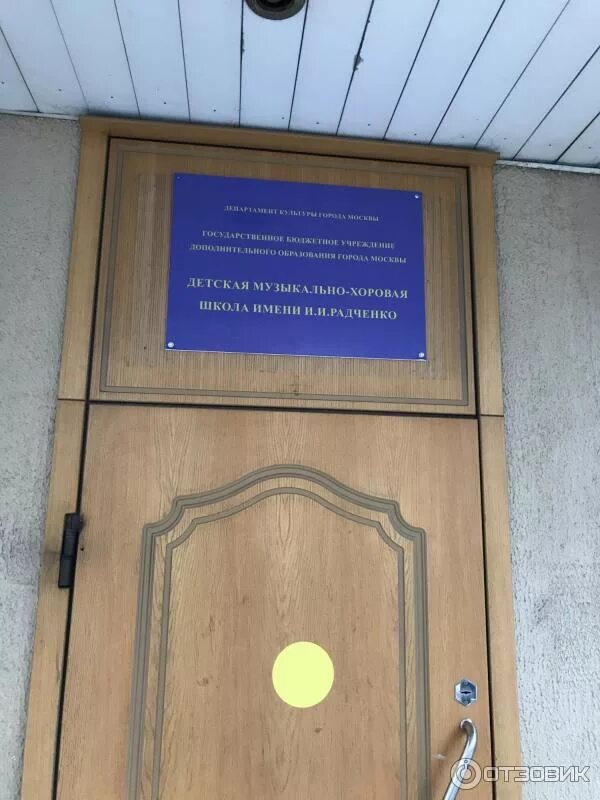 ДЕПАРТАМЕНТ КУЛЬТУРЫ ГОРОДА МОСКВЫ
ГОСУДАРСТВЕННОЕ БЮДЖЕТНОЕ УЧРЕЖДЕНИЕ
ДОПОЛНИТЕЛЬНОГО ОБРАЗОВАНИЯ ГОРОДА МОСКВЫ
ДЕТСКАЯ МУЗЫКАЛЬНО-ХОРОВАЯ
ШКОЛА ИМЕНИ И.И.РАДЧЕНКО
ОТЗОВИК